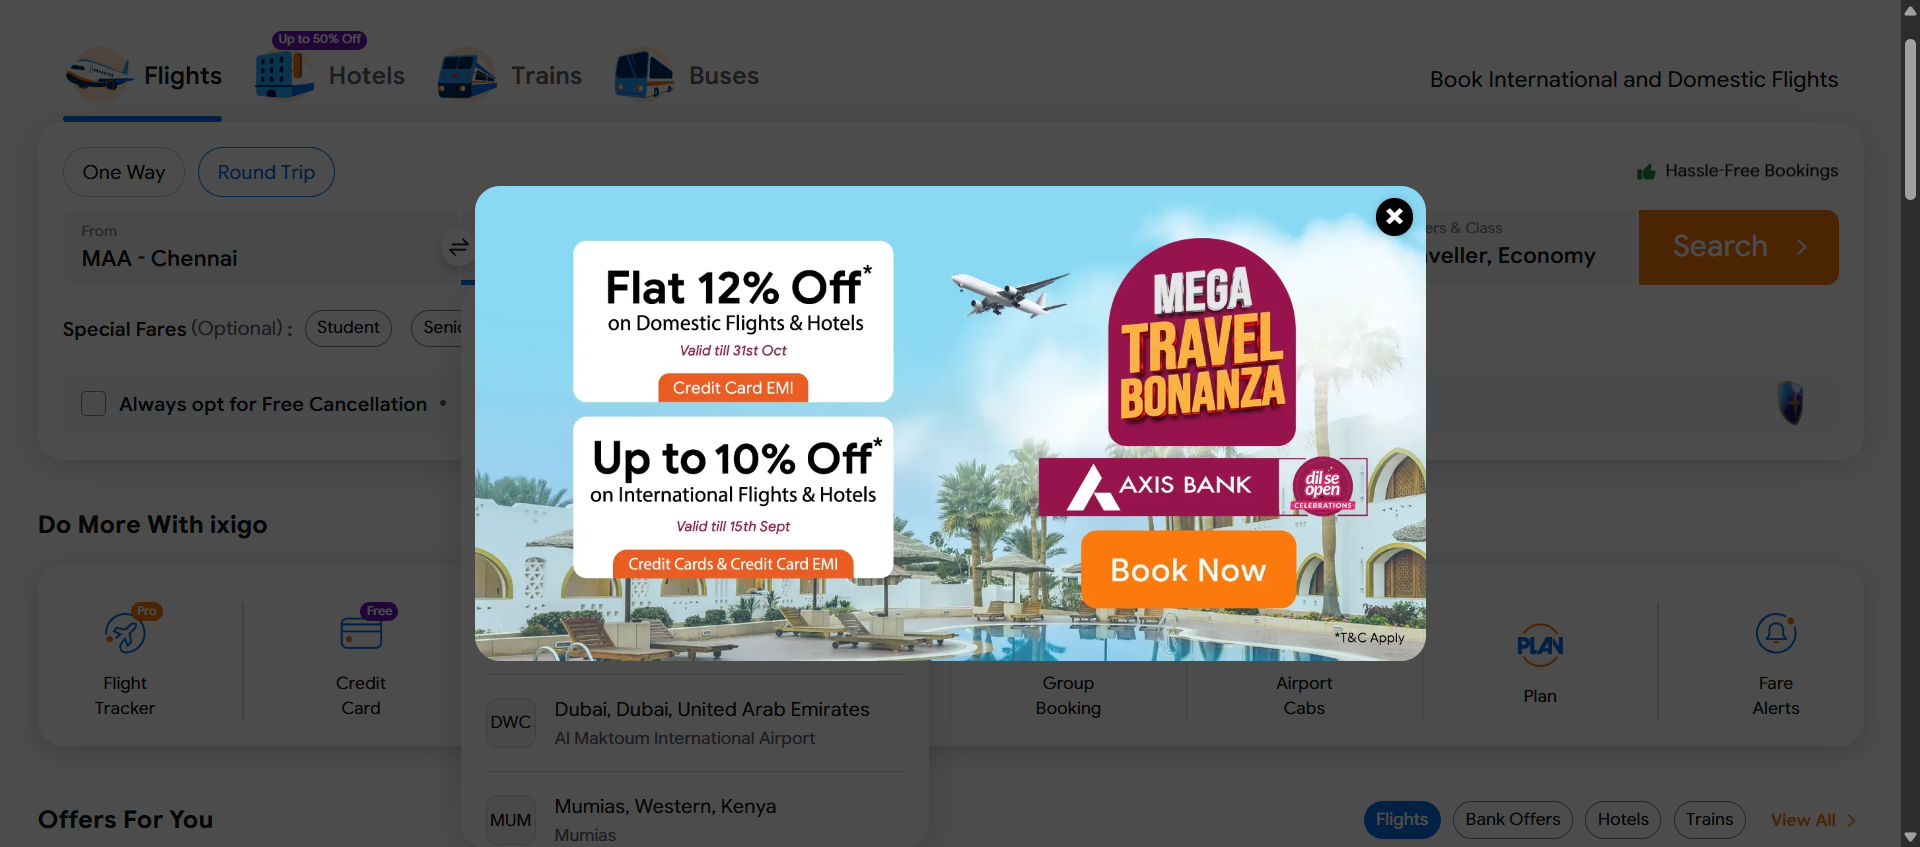 Up to 50% Off
Flights
Hotels
Trains
Buses
Book International and Domestic Flights
One Way
Round Trip
Hassle-Free Bookings
From
MAA - Chennai
ers & Class
veller, Economy
Search
Special Fares (Optional) :
Student
Senio
Always opt for Free Cancellation •
Flat 12% Off*
on Domestic Flights & Hotels
Valid till 31st Oct
Credit Card EMI
Up to 10% Off*
on International Flights & Hotels
Valid till 15th Sept
Credit Cards & Credit Card EMI
MEGA
TRAVEL
BONANZA
AXIS BANK
dil se
open
CELEBRATIONS
Book Now
*T&C Apply
Do More With ixigo
Pro
Flight
Tracker
Free
Credit
Card
Group
Booking
Airport
Cabs
PLAN
Plan
Fare
Alerts
DWC
Dubai, Dubai, United Arab Emirates
Al Maktoum International Airport
MUM
Mumias, Western, Kenya
Mumias
Offers For You
Flights
Bank Offers
Hotels
Trains
View All